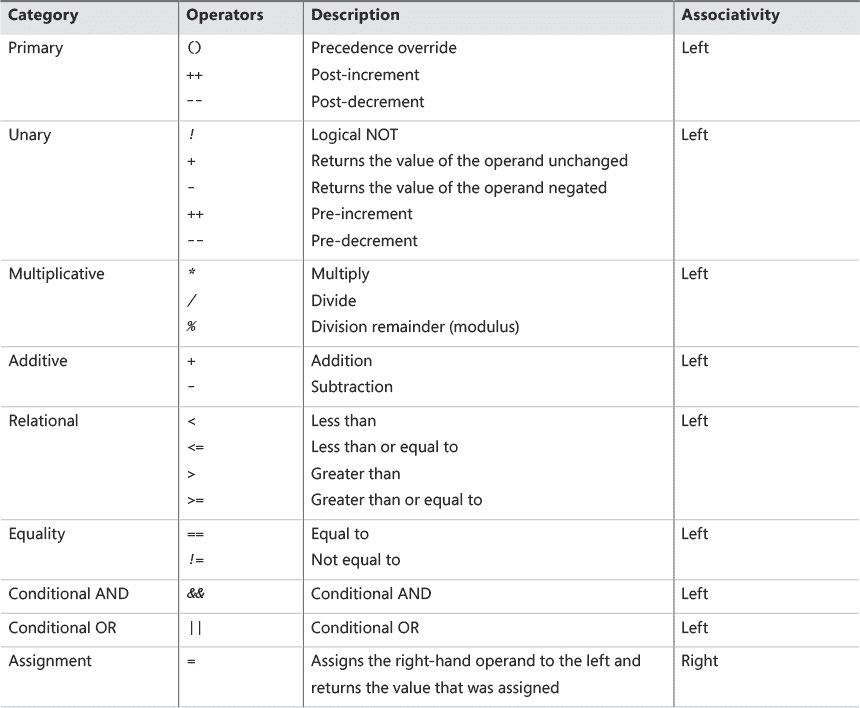 Category Operators Description Associativity
Primary () Precedence override Left
++ Post-increment
-- Post-decrement
Unary ! Logical NOT Left
+ Returns the value of the operand unchanged
- Returns the value of the operand negated
++ Pre-increment
-- Pre-decrement
Multiplicative * Multiply Left
/ Divide
% Division remainder (modulus)
Additive + Addition Left
- Subtraction
Relational < Less than Left
<= Less than or equal to
> Greater than
>= Greater than or equal to
Equality == Equal to Left
!= Not equal to
Conditional AND && Conditional AND Left
Conditional OR || Conditional OR Left
Assignment = Assigns the right-hand operand to the left and Right
returns the value that was assigned